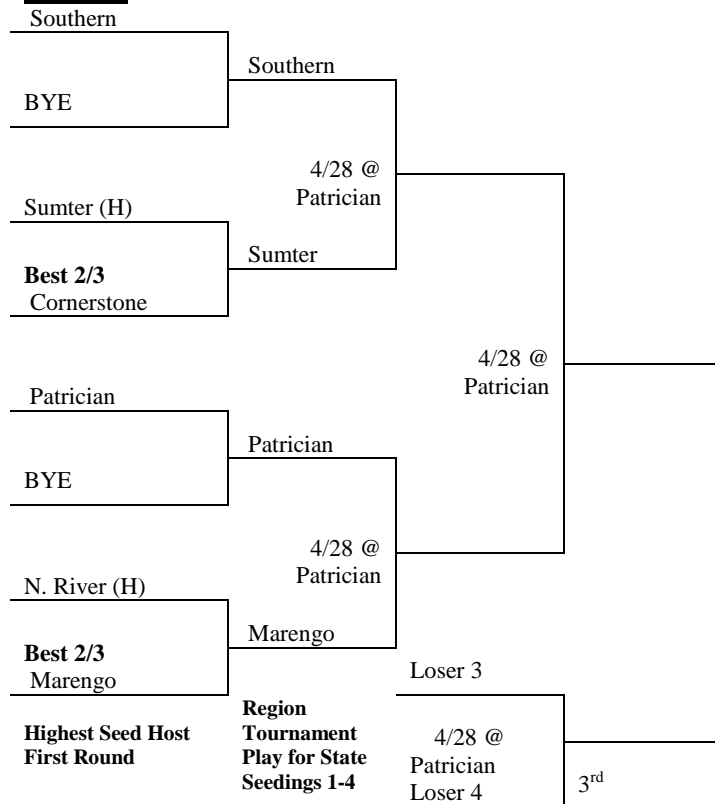 Southern
BYE
Southern
4/28 @
Patrician
Sumter (H)
Best 2/3
Cornerstone
Sumter
4/28 @
Patrician
Patrician
BYE
Patrician
4/28 @
Patrician
N. River (H)
Best 2/3
Marengo
Marengo
Highest Seed Host
First Round
Region
Tournament
Play for State
Seedings 1-4
Loser 3
4/28 @
Patrician
Loser 4
3rd